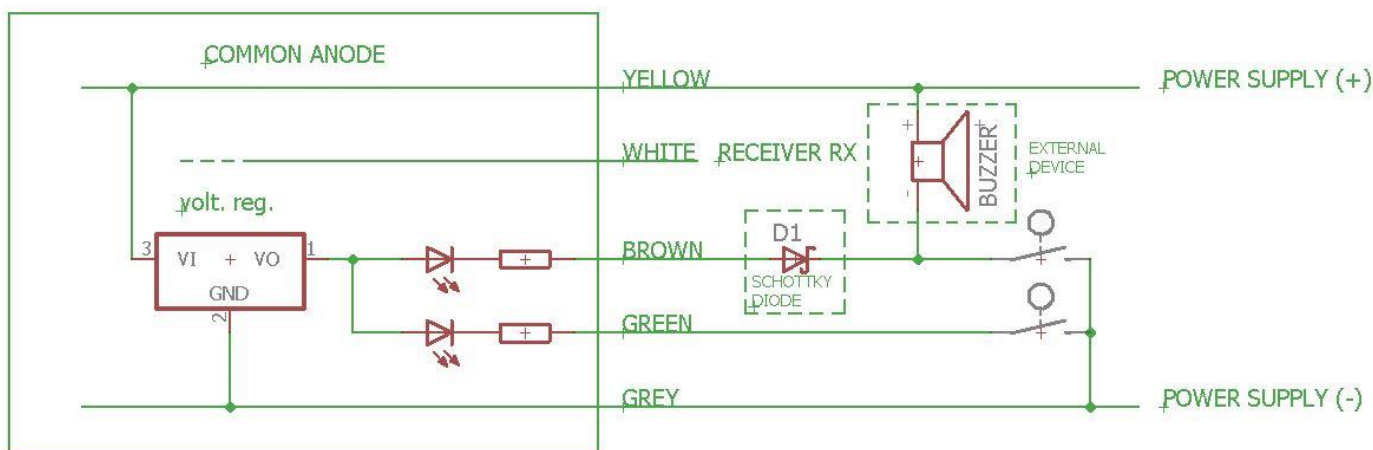 COMMON ANODE
YELLOW
POWER SUPPLY (+)
WHITE
RECEIVER RX
BUZZER
+
-
EXTERNAL
DEVICE
volt. reg.
3
VI
VO
1
GND
2
BROWN
D1
SCHOTTKY
DIODE
GREEN
GREY
POWER SUPPLY (-)